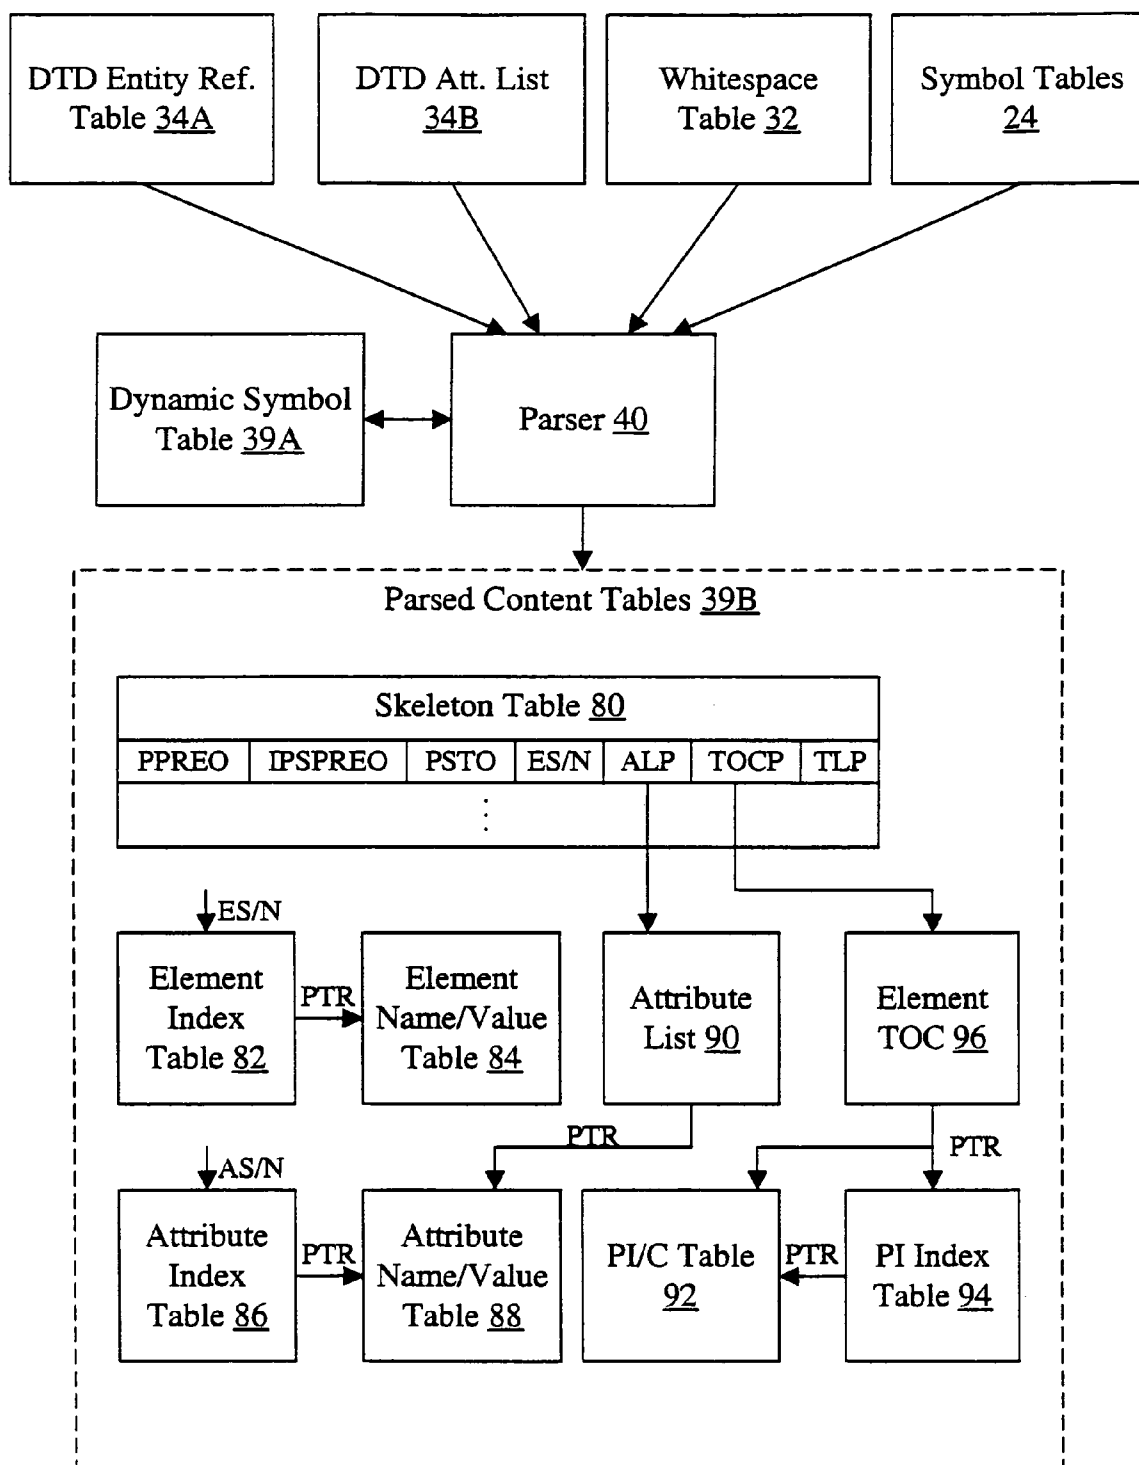 DTD Entity Ref.
Table 34A
DTD Att. List
34B
Whitespace
Table 32
Symbol Tables
24
Dynamic Symbol
Table 39A
Parser 40
Parsed Content Tables 39B
Skeleton Table 80
PPREO IPSPREO PSTO ES/N ALP TOCP TLP
ES/N
Element
Index
Table 82
PTR
Element
Name/Value
Table 84
Attribute
List 90
Element
TOC 96
PTR
PTR
AS/N
Attribute
Index
Table 86
PTR
Attribute
Name/Value
Table 88
PI/C Table
92
PTR
PI Index
Table 94